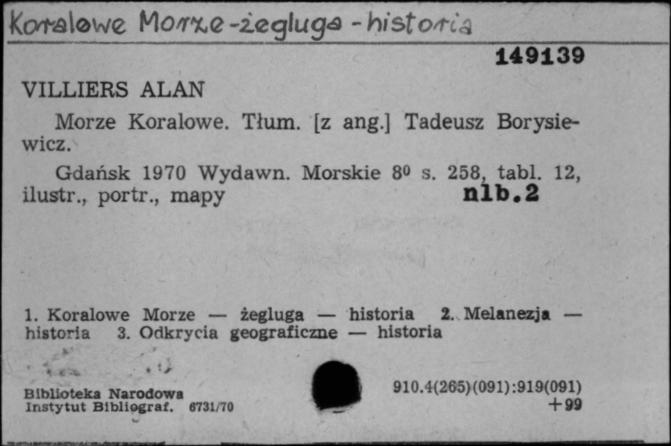 Koralowe Morze - żegluga - historia
149139
VILLIERS ALAN
Morze Koralowe. Tłum. [z ang.] Tadeusz Borysie-
wicz.
Gdańsk 1970 Wydawn. Morskie 8⁰ s. 258, tabl. 12,
ilustr., portr., mapy nlb.2
1. Koralowe Morze — żegluga — historia 2. Melanezja —
historia 3. Odkrycia geograficzne — historia
Biblioteka Narodowa 910.4(265)(091):919(091)
Instytut Bibliograf. 6731/70 +99